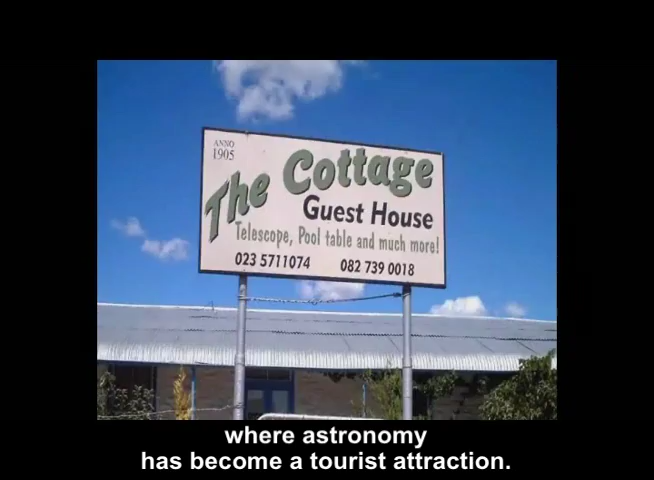 ANNO
1905
The Cottage
Guest House
Telescope, Pool table and much more!
023 5711074 082 739 0018
where astronomy
has become a tourist attraction.